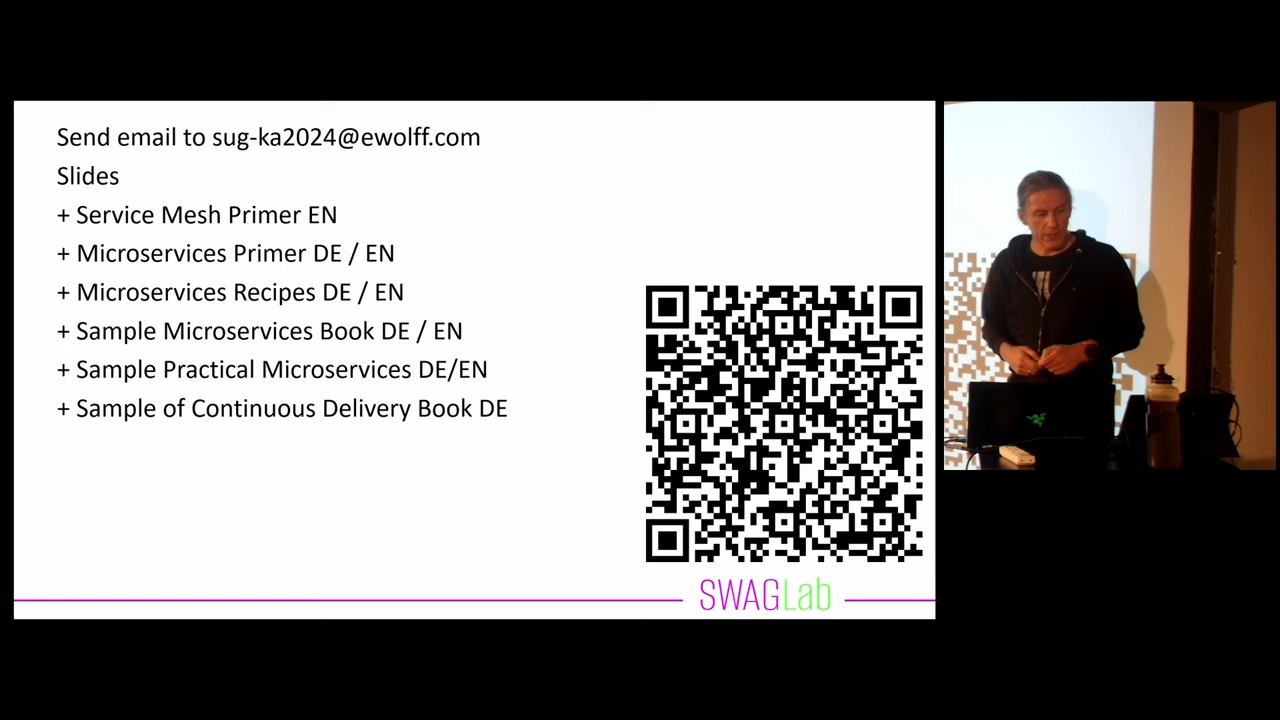 Send email to sug-ka2024@ewolff.com
Slides
+ Service Mesh Primer EN
+ Microservices Primer DE / EN
+ Microservices Recipes DE / EN
+ Sample Microservices Book DE / EN
+ Sample Practical Microservices DE/EN
+ Sample of Continuous Delivery Book DE
SWAGLab